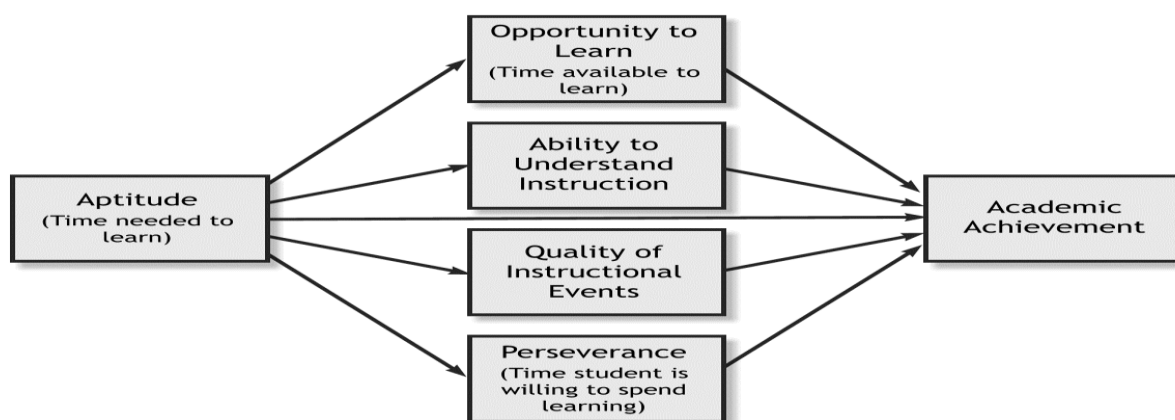 Opportunity to
Learn
(Time available to
learn)
Ability to
Understand
Instruction
Aptitude
(Time needed to
learn)
Academic
Achievement
Quality of
Instructional
Events
Perseverance
(Time student is
willing to spend
learning)